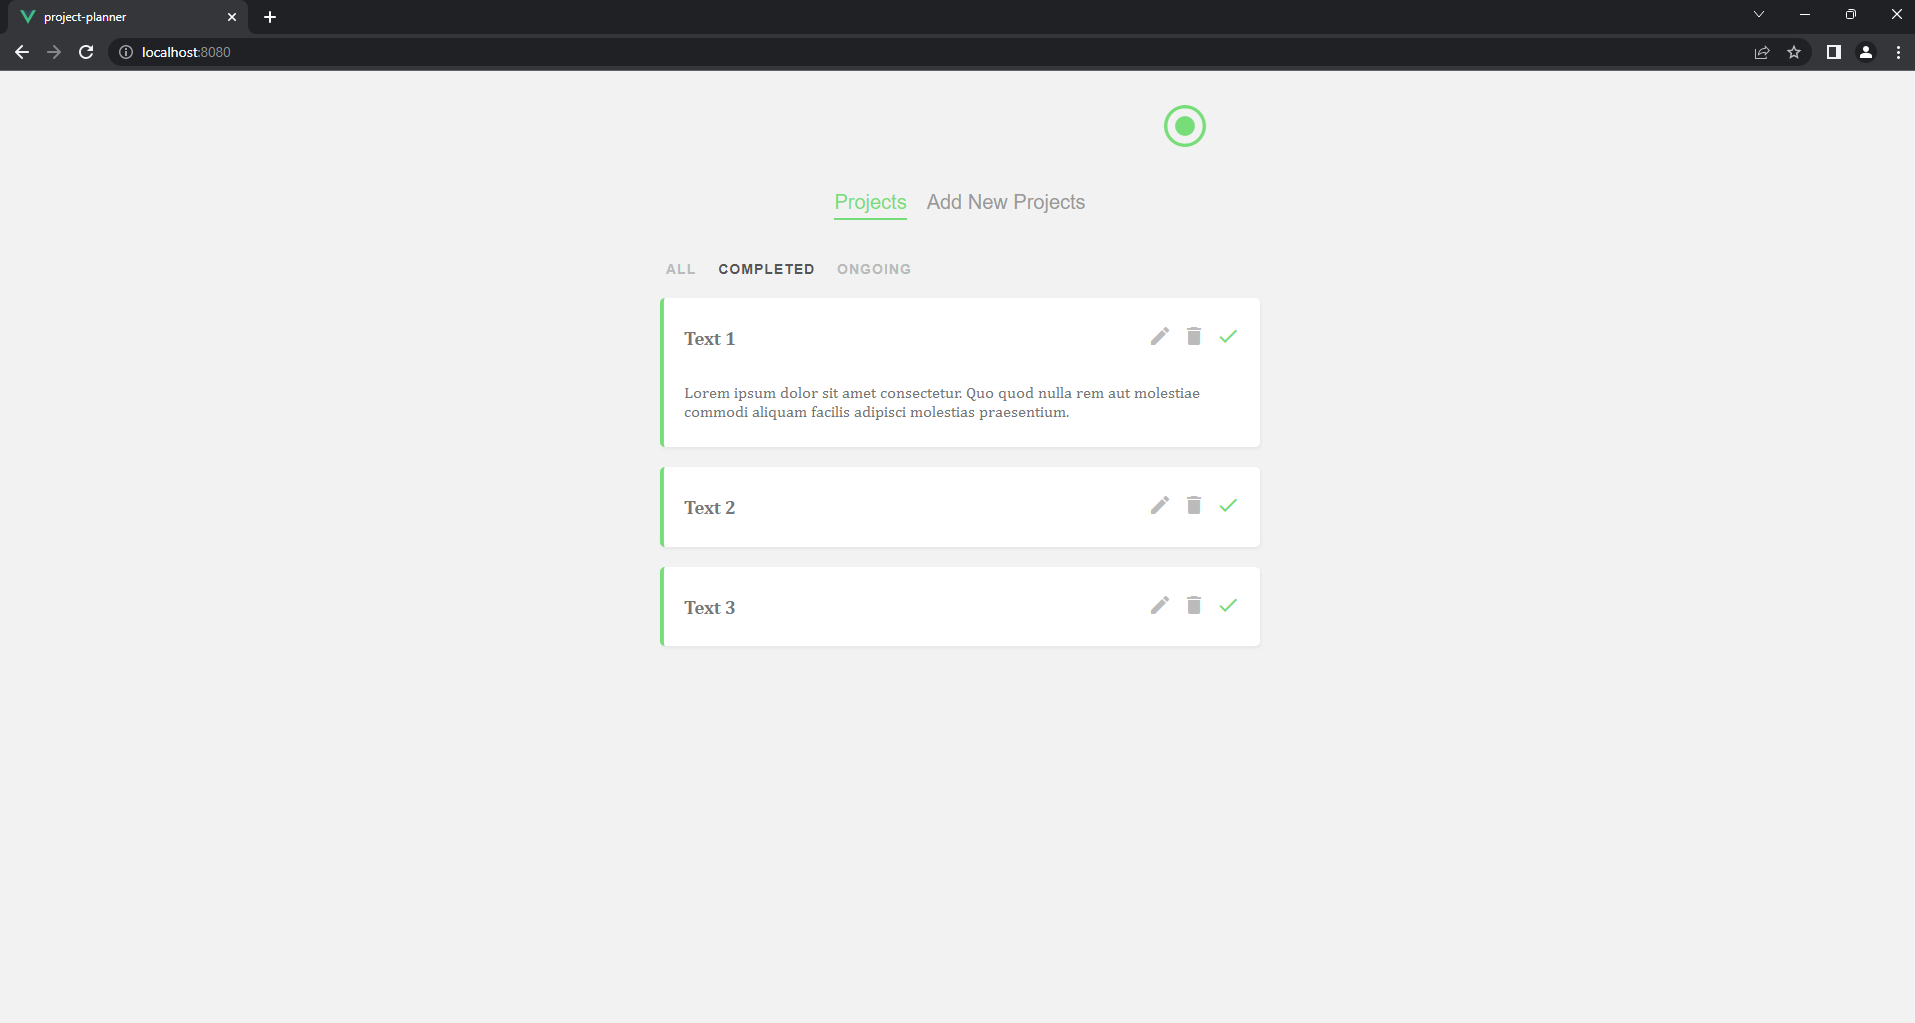 project-planner
localhost:8080
Projects Add New Projects
ALL COMPLETED ONGOING
Text 1
Lorem ipsum dolor sit amet consectetur. Quo quod nulla rem aut molestiae
commodi aliquam facilis adipisci molestias praesentium.
Text 2
Text 3